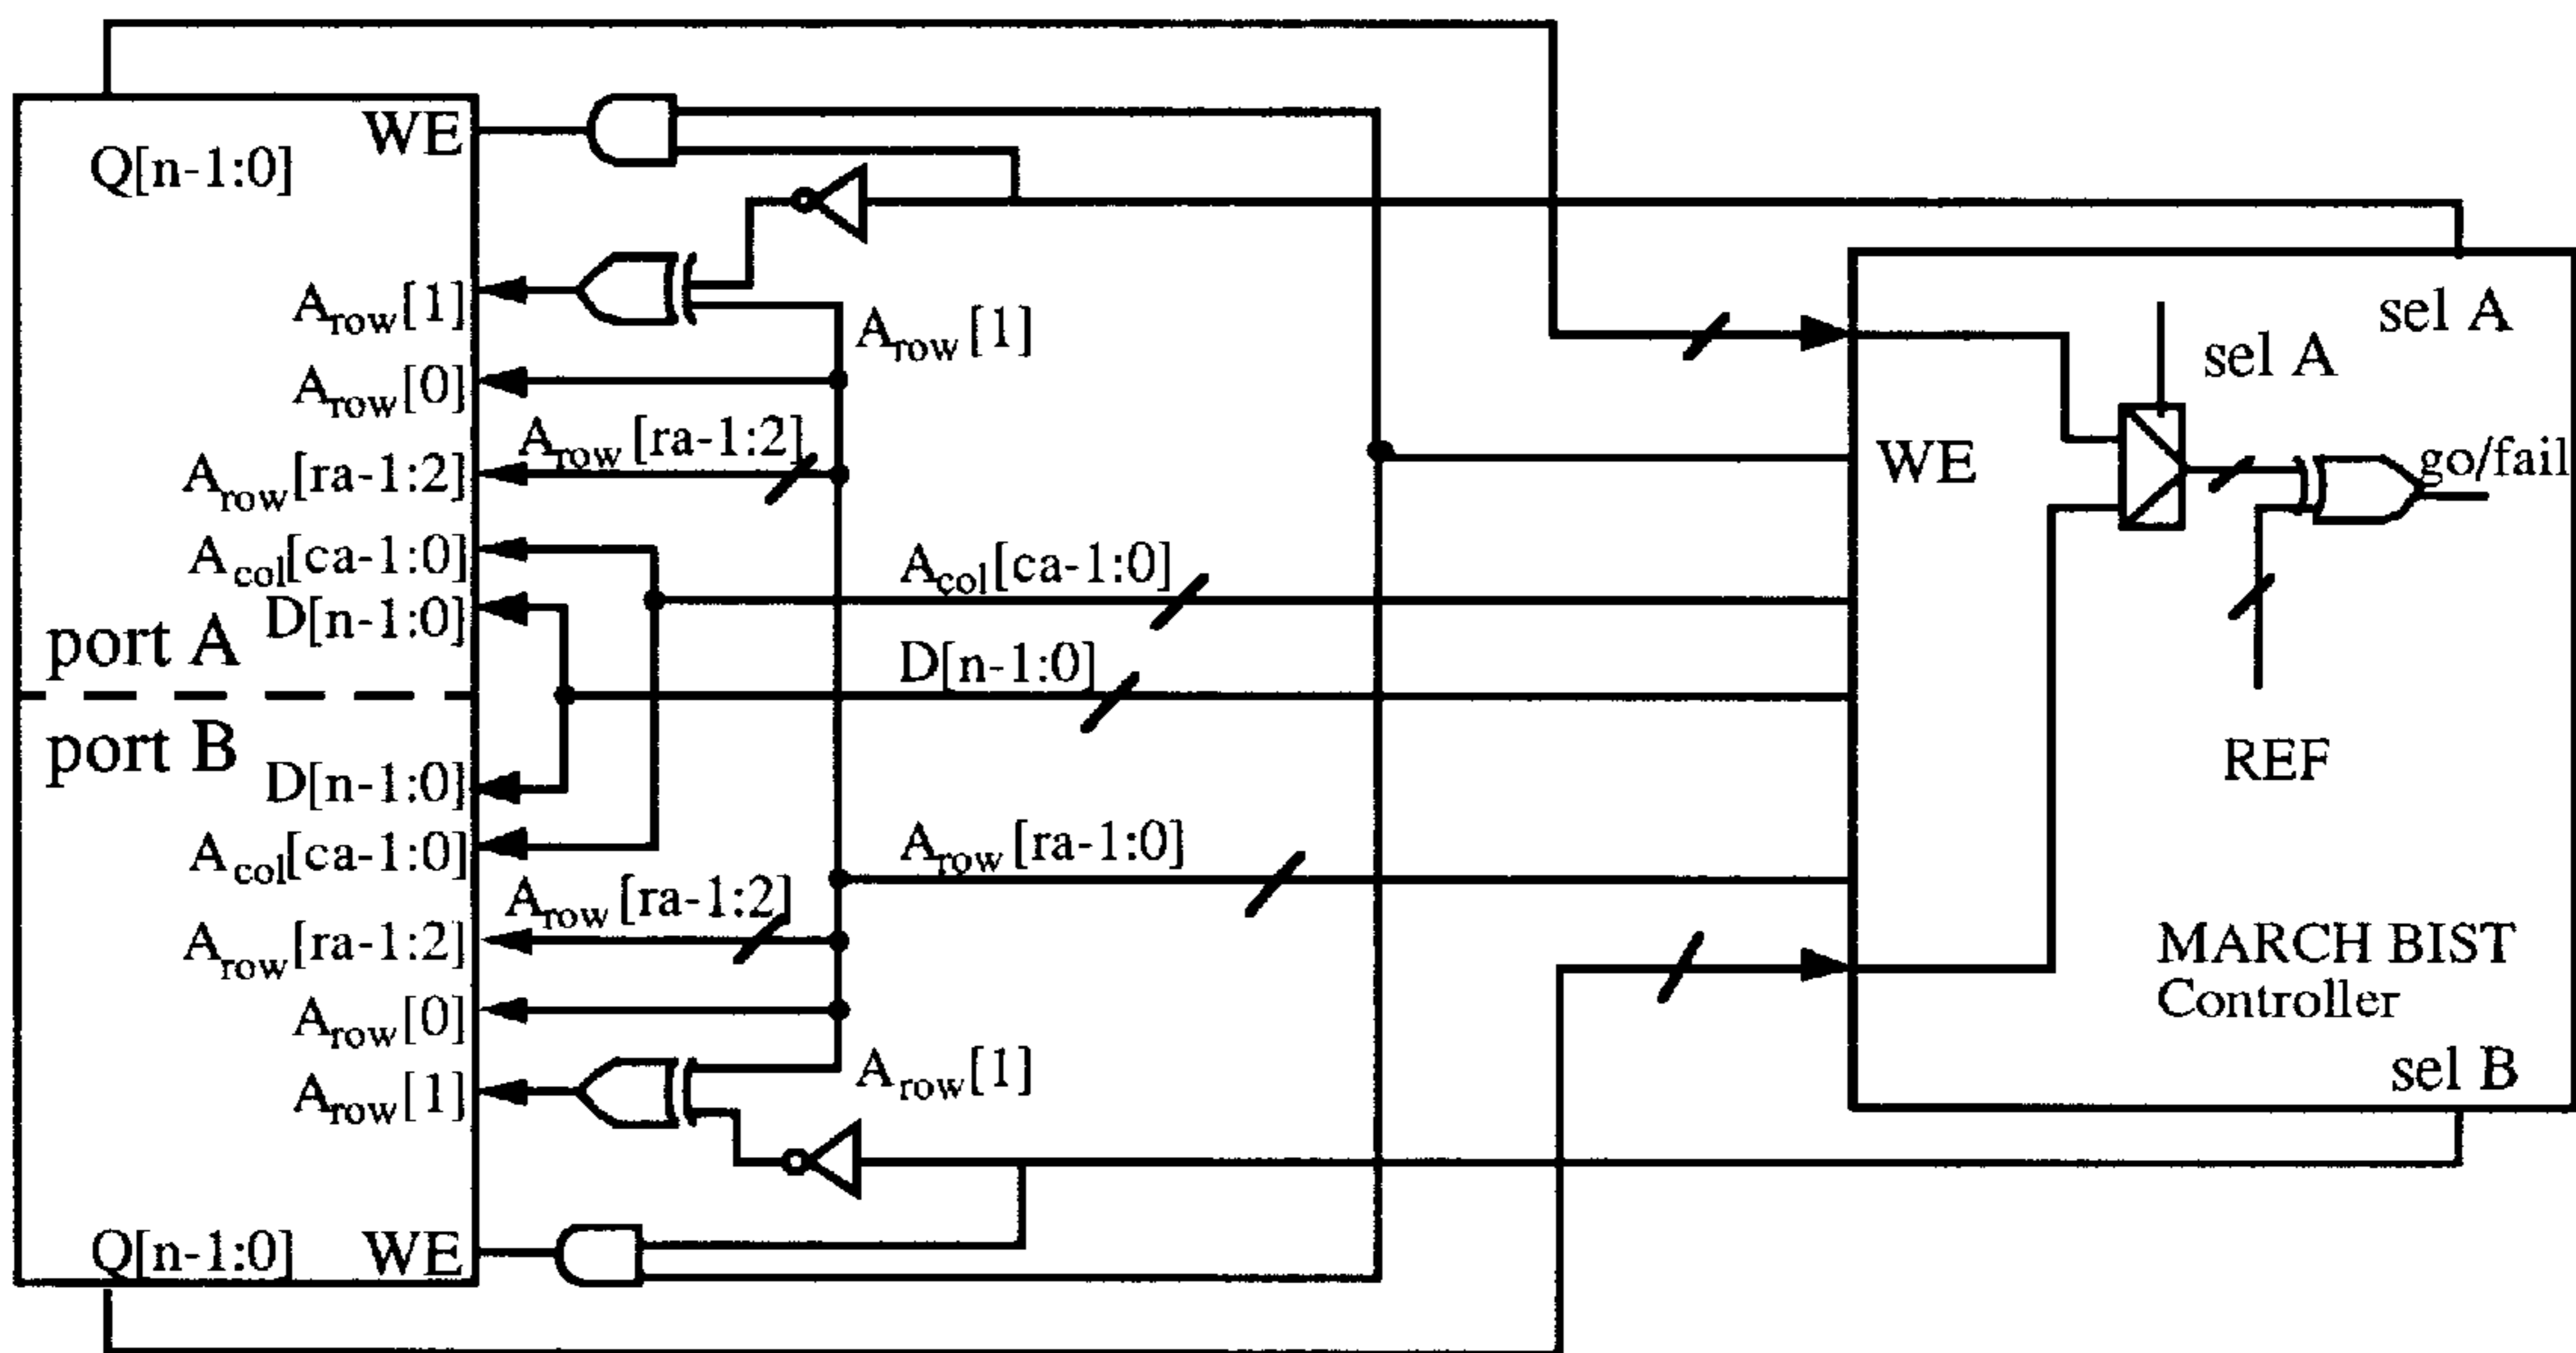 WE
Q[n-1:0]
A_row[1]
A_row[1]
A_row[0]
A_row[ra-1:2]
A_row[ra-1:2]
A_col[ca-1:0]
D[n-1:0]
port A
port B
D[n-1:0]
A_col[ca-1:0]
A_row[ra-1:2]
A_row[ra-1:2]
A_row[0]
A_row[1]
A_row[1]
Q[n-1:0] WE
A_col[ca-1:0]
D[n-1:0]
A_row[ra-1:0]
sel A
sel A
WE
go/fail
REF
MARCH BIST
Controller
sel B